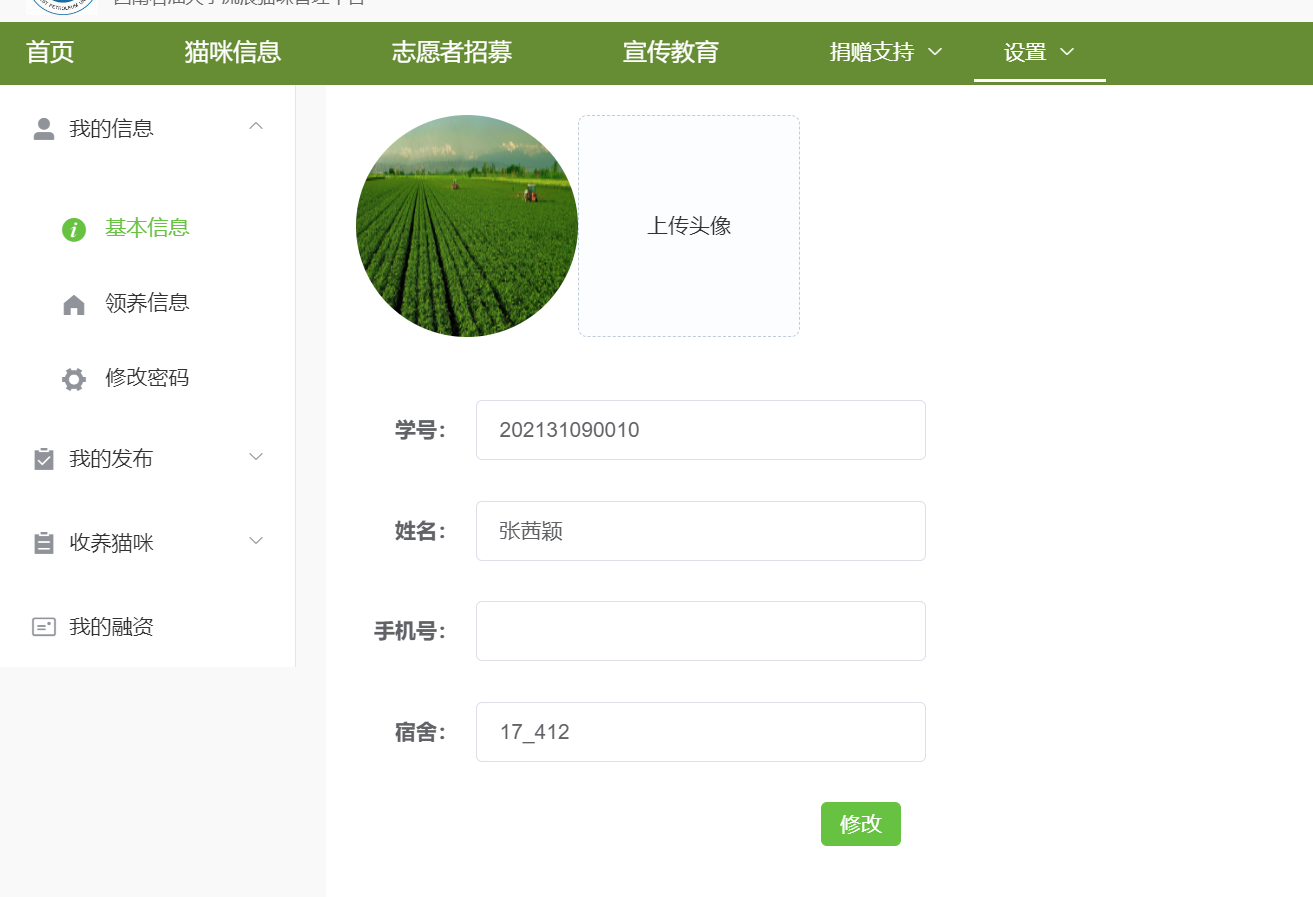 首页 猫咪信息 志愿者招募 宣传教育 捐赠支持 设置
我的信息
基本信息
领养信息
修改密码
我的发布
收养猫咪
我的融资
上传头像
学号： 202131090010
姓名： 张茜颖
手机号：
宿舍： 17_412
修改